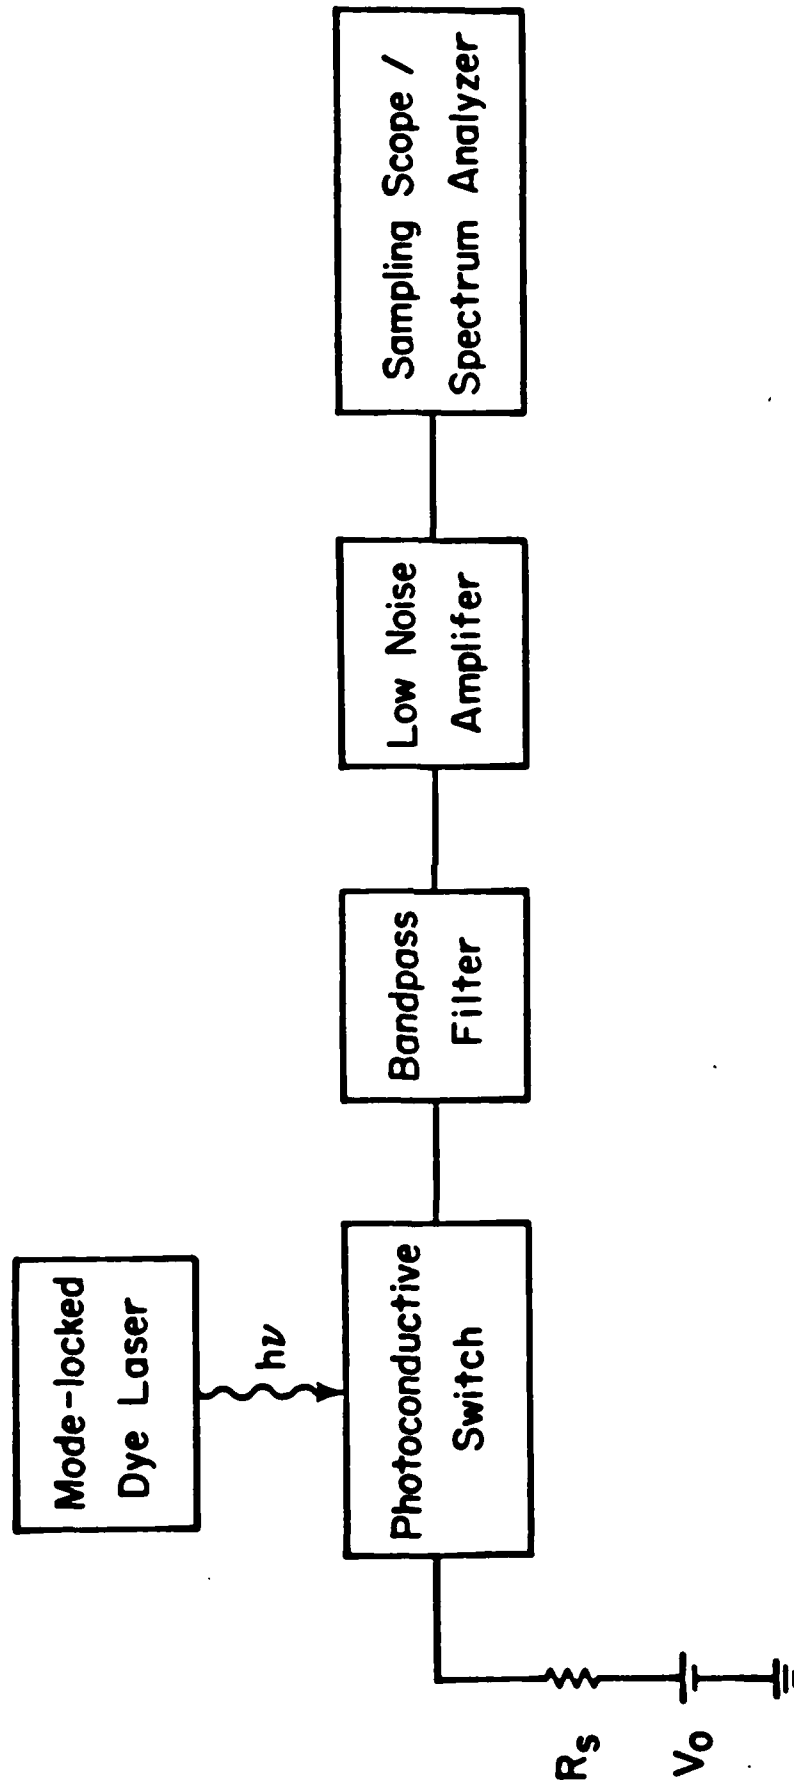 Mode-locked
Dye Laser
hν
Photoconductive
Switch
Bandpass
Filter
Low Noise
Amplifer
Sampling Scope /
Spectrum Analyzer
Rs
Vo